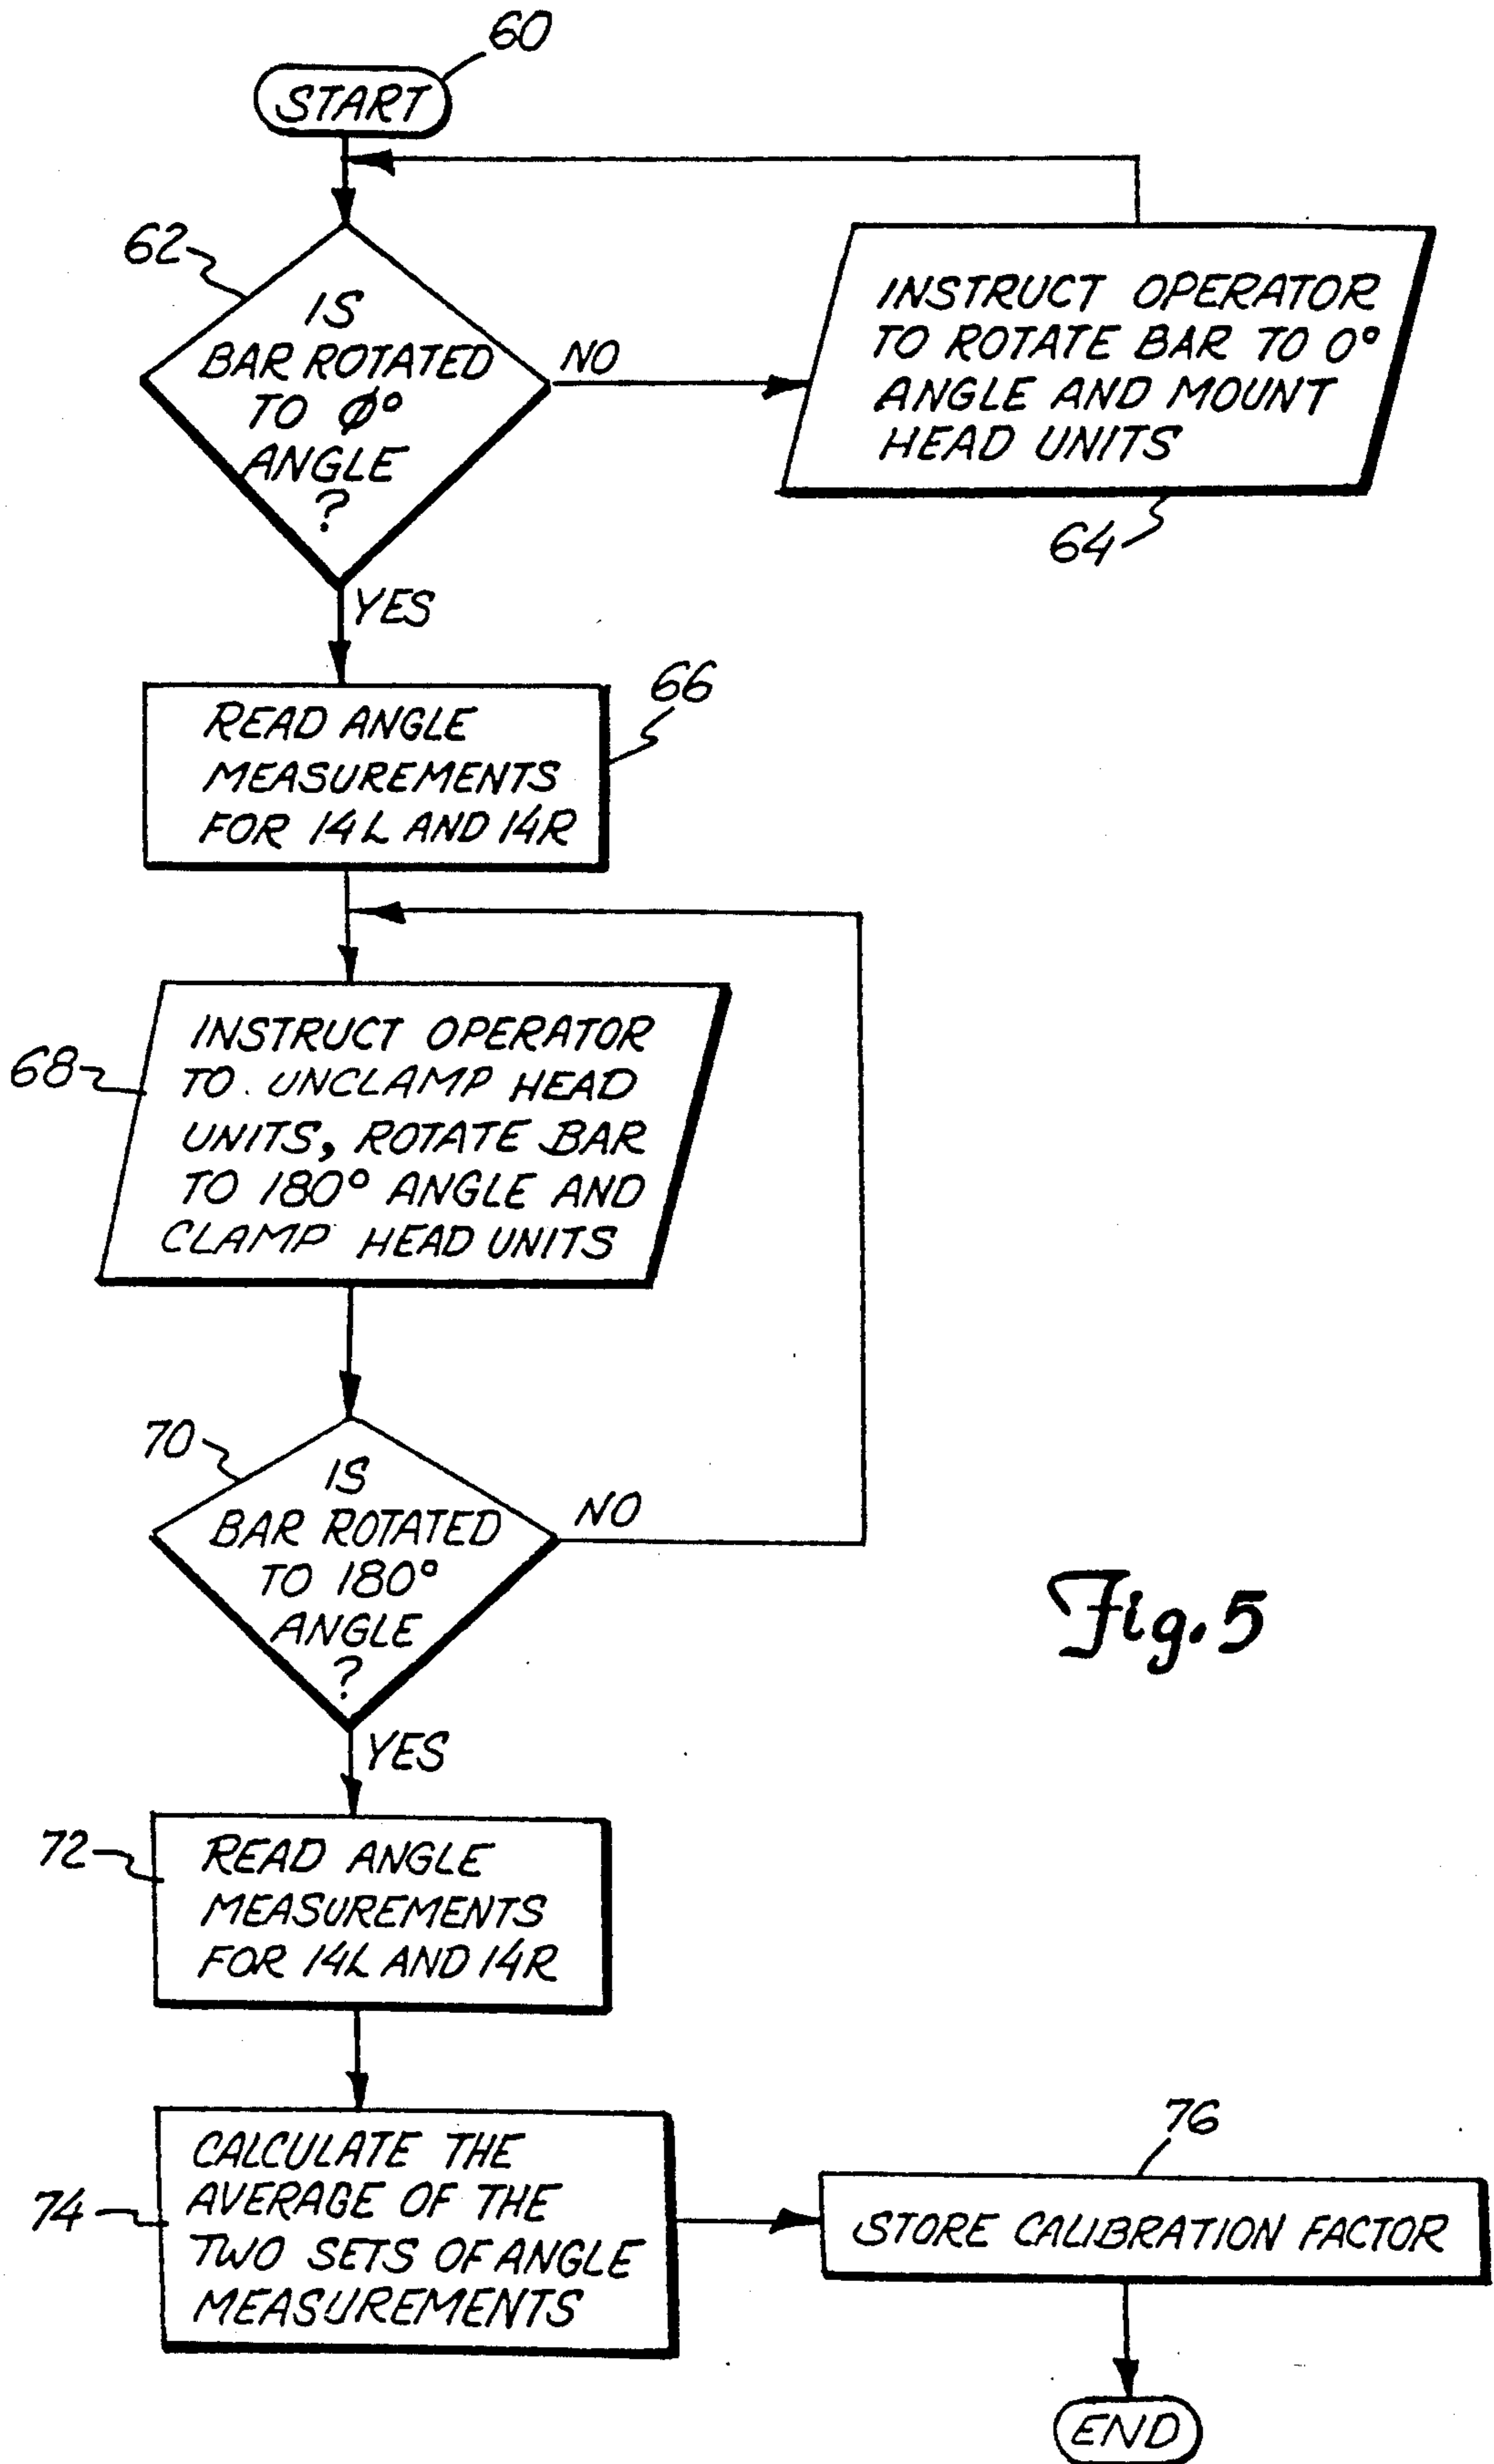 60
START
62
IS
BAR ROTATED
TO Ø°
ANGLE
?
NO
INSTRUCT OPERATOR
TO ROTATE BAR TO 0°
ANGLE AND MOUNT
HEAD UNITS
64
YES
READ ANGLE
MEASUREMENTS
FOR 14L AND 14R
66
68
INSTRUCT OPERATOR
TO UNCLAMP HEAD
UNITS, ROTATE BAR
TO 180° ANGLE AND
CLAMP HEAD UNITS
70
IS
BAR ROTATED
TO 180°
ANGLE
?
NO
Fig. 5
YES
72
READ ANGLE
MEASUREMENTS
FOR 14L AND 14R
74
CALCULATE THE
AVERAGE OF THE
TWO SETS OF ANGLE
MEASUREMENTS
76
STORE CALIBRATION FACTOR
END